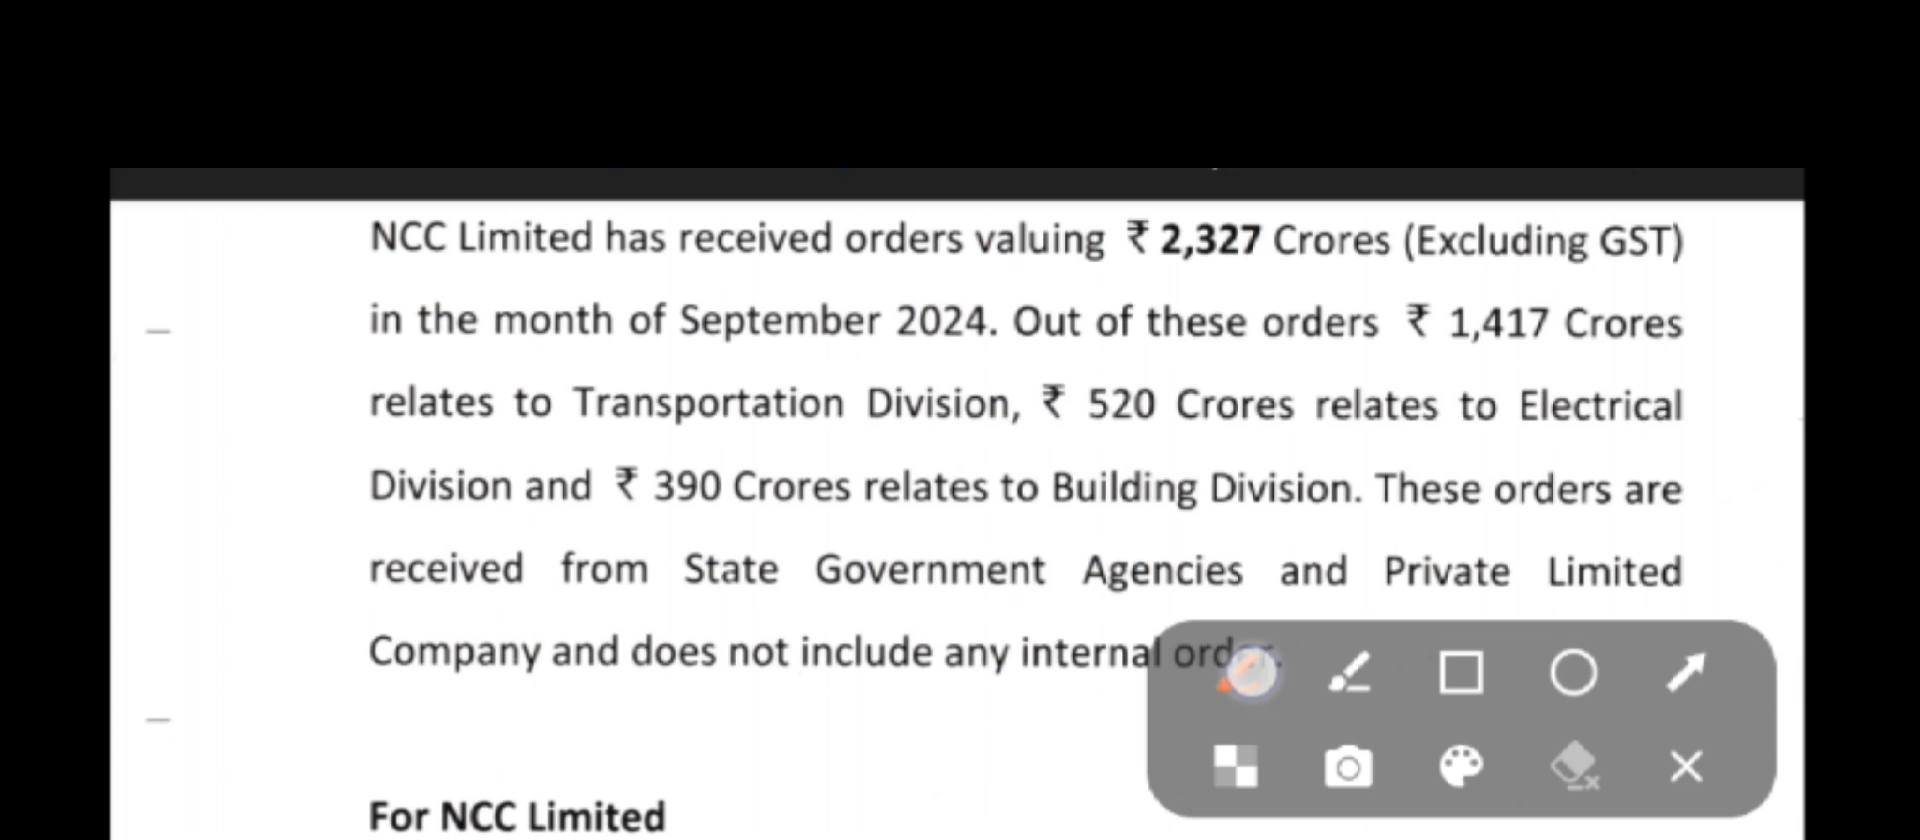 NCC Limited has received orders valuing ₹ 2,327 Crores (Excluding GST)
in the month of September 2024. Out of these orders ₹ 1,417 Crores
relates to Transportation Division, ₹ 520 Crores relates to Electrical
Division and ₹ 390 Crores relates to Building Division. These orders are
received from State Government Agencies and Private Limited
Company and does not include any internal order.
For NCC Limited